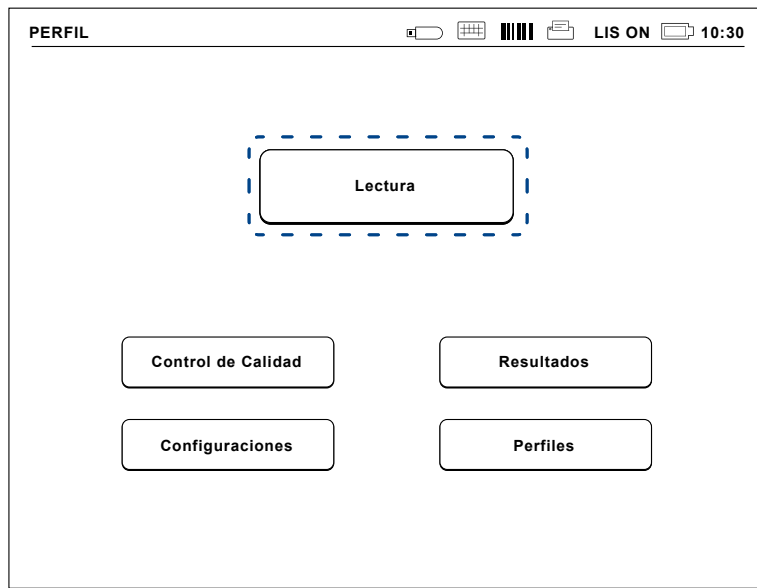 PERFIL LIS ON 10:30
Lectura
Control de Calidad Resultados
Configuraciones Perfiles